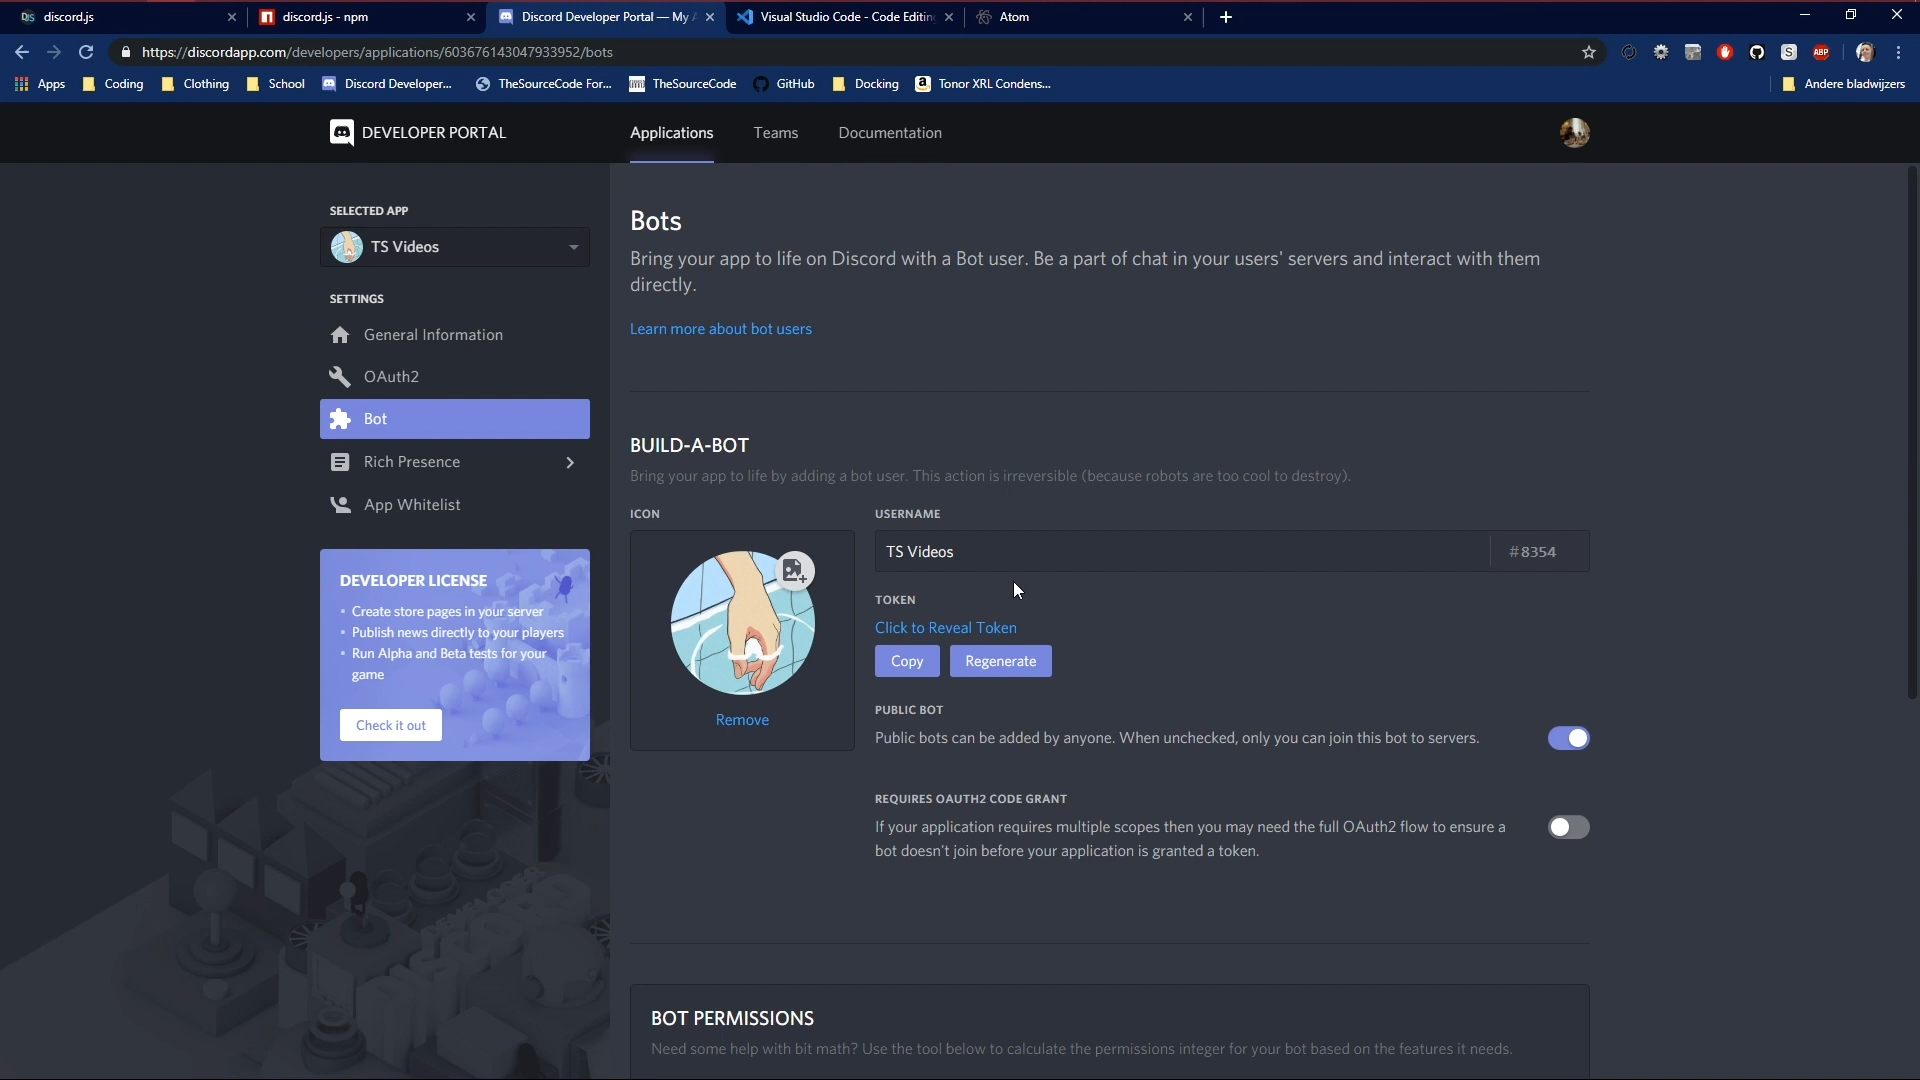 discord.js
discord.js - npm
Discord Developer Portal — My A
Visual Studio Code - Code Editing
Atom
https://discordapp.com/developers/applications/603676143047933952/bots
Apps
Coding
Clothing
School
Discord Developer...
TheSourceCode For...
TheSourceCode
GitHub
Docking
Tonor XRL Condens...
Andere bladwijzers
DEVELOPER PORTAL
Applications
Teams
Documentation
SELECTED APP
TS Videos
SETTINGS
General Information
OAuth2
Bot
Rich Presence
App Whitelist
DEVELOPER LICENSE
• Create store pages in your server
• Publish news directly to your players
• Run Alpha and Beta tests for your
game
Check it out
Bots
Bring your app to life on Discord with a Bot user. Be a part of chat in your users' servers and interact with them
directly.
Learn more about bot users
BUILD-A-BOT
Bring your app to life by adding a bot user. This action is irreversible (because robots are too cool to destroy).
ICON
Remove
USERNAME
TS Videos
#8354
TOKEN
Click to Reveal Token
Copy
Regenerate
PUBLIC BOT
Public bots can be added by anyone. When unchecked, only you can join this bot to servers.
REQUIRES OAUTH2 CODE GRANT
If your application requires multiple scopes then you may need the full OAuth2 flow to ensure a
bot doesn't join before your application is granted a token.
BOT PERMISSIONS
Need some help with bit math? Use the tool below to calculate the permissions integer for your bot based on the features it needs.